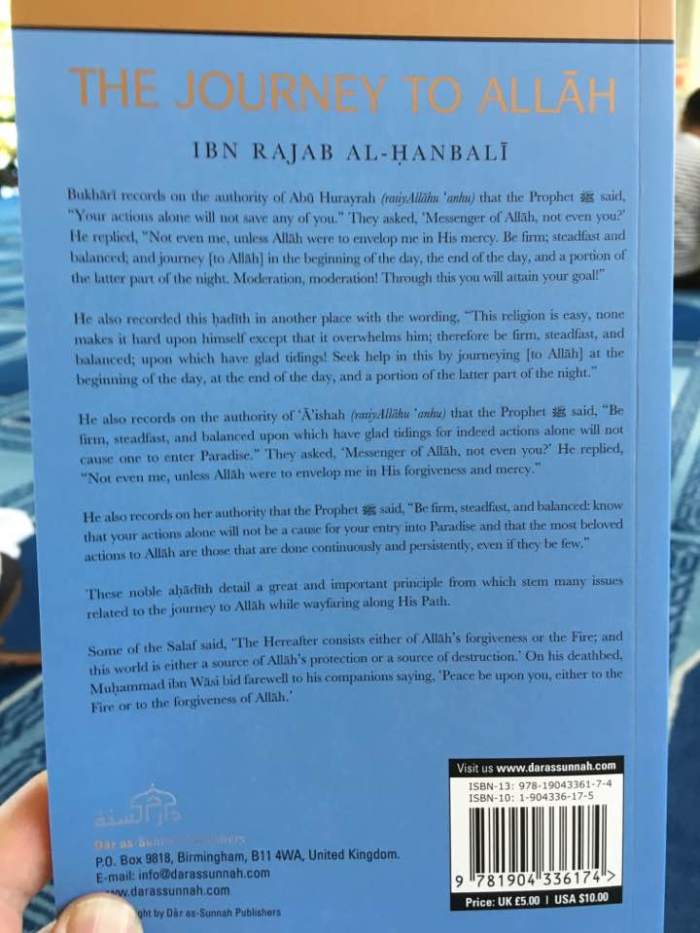 THE JOURNEY TO ALLĀH
IBN RAJAB AL-ḤANBALĪ
Bukhārī records on the authority of Abū Hurayrah (raḍiyAllāhu 'anhu) that the Prophet ﷺ said,
"Your actions alone will not save any of you." They asked, 'Messenger of Allāh, not even you?'
He replied, "Not even me, unless Allāh were to envelop me in His mercy. Be firm; steadfast and
balanced; and journey [to Allāh] in the beginning of the day, the end of the day, and a portion of
the latter part of the night. Moderation, moderation! Through this you will attain your goal!"
He also recorded this ḥadīth in another place with the wording, "This religion is easy, none
makes it hard upon himself except that it overwhelms him; therefore be firm, steadfast, and
balanced; upon which have glad tidings! Seek help in this by journeying [to Allāh] at the
beginning of the day, at the end of the day, and a portion of the latter part of the night."
He also records on the authority of 'Ā'ishah (raḍiyAllāhu 'anhu) that the Prophet ﷺ said, "Be
firm, steadfast, and balanced upon which have glad tidings for indeed actions alone will not
cause one to enter Paradise." They asked, 'Messenger of Allāh, not even you?' He replied,
"Not even me, unless Allāh were to envelop me in His forgiveness and mercy."
He also records on her authority that the Prophet ﷺ said, "Be firm, steadfast, and balanced: know
that your actions alone will not be a cause for your entry into Paradise and that the most beloved
actions to Allāh are those that are done continuously and persistently, even if they be few."
These noble aḥādīth detail a great and important principle from which stem many issues
related to the journey to Allāh while wayfaring along His Path.
Some of the Salaf said, 'The Hereafter consists either of Allāh's forgiveness or the Fire; and
this world is either a source of Allāh's protection or a source of destruction.' On his deathbed,
Muḥammad ibn Wāsi bid farewell to his companions saying, 'Peace be upon you, either to the
Fire or to the forgiveness of Allāh.'
دار السنة
Dār as-Sunnah Publishers
P.O. Box 9818, Birmingham, B11 4WA, United Kingdom.
E-mail: info@darassunnah.com
www.darassunnah.com
by Dār as-Sunnah Publishers
Visit us www.darassunnah.com
ISBN-13: 978-19043361-7-4
ISBN-10: 1-904336-17-5
9 781904 336174 >
Price: UK £5.00 | USA $10.00